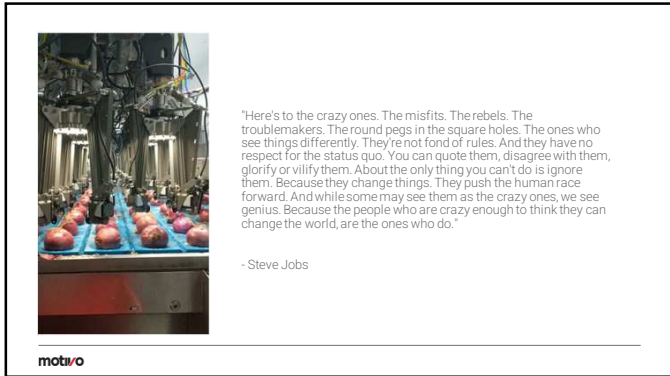 "Here's to the crazy ones. The misfits. The rebels. The
troublemakers. The round pegs in the square holes. The ones who
see things differently. They're not fond of rules. And they have no
respect for the status quo. You can quote them, disagree with them,
glorify or vilify them. About the only thing you can't do is ignore
them. Because they change things. They push the human race
forward. And while some may see them as the crazy ones, we see
genius. Because the people who are crazy enough to think they can
change the world, are the ones who do."
- Steve Jobs
motivo